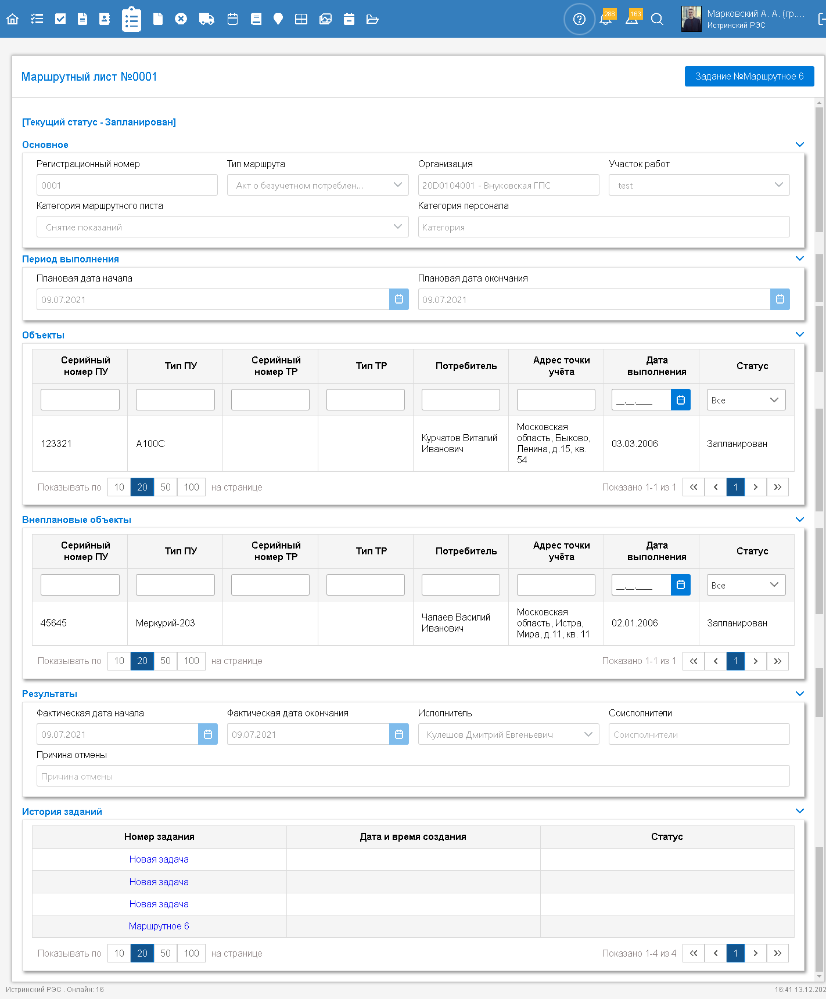 288
163
Марковский А. А. (гр....
Истринский РЭС
Маршрутный лист №0001
Задание №Маршрутное 6
[Текущий статус - Запланирован]
Основное
Регистрационный номер
Тип маршрута
Организация
Участок работ
0001
Акт о безучетном потреблен...
20D0104001 - Внуковская ГПС
test
Категория маршрутного листа
Категория персонала
Снятие показаний
Категория
Период выполнения
Плановая дата начала
Плановая дата окончания
09.07.2021
09.07.2021
Объекты
Серийный номер ПУ
Тип ПУ
Серийный номер ТР
Тип ТР
Потребитель
Адрес точки учёта
Дата выполнения
Статус
__.__.____
Все
123321
А100С
Курчатов Виталий
Иванович
Московская
область, Быково,
Ленина, д.15, кв.
54
03.03.2006
Запланирован
Показывать по 10 20 50 100 на странице
Показано 1-1 из 1
1
Внеплановые объекты
Серийный номер ПУ
Тип ПУ
Серийный номер ТР
Тип ТР
Потребитель
Адрес точки учёта
Дата выполнения
Статус
__.__.____
Все
45645
Меркурий-203
Чапаев Василий
Иванович
Московская
область, Истра,
Мира, д.11, кв. 11
02.01.2006
Запланирован
Показывать по 10 20 50 100 на странице
Показано 1-1 из 1
1
Результаты
Фактическая дата начала
Фактическая дата окончания
Исполнитель
Соисполнители
09.07.2021
09.07.2021
Кулешов Дмитрий Евгеньевич
Соисполнители
Причина отмены
Причина отмены
История заданий
Номер задания
Дата и время создания
Статус
Новая задача
Новая задача
Новая задача
Маршрутное 6
Показывать по 10 20 50 100 на странице
Показано 1-4 из 4
1
Истринский РЭС . Онлайн: 16
16:41 13.12.202